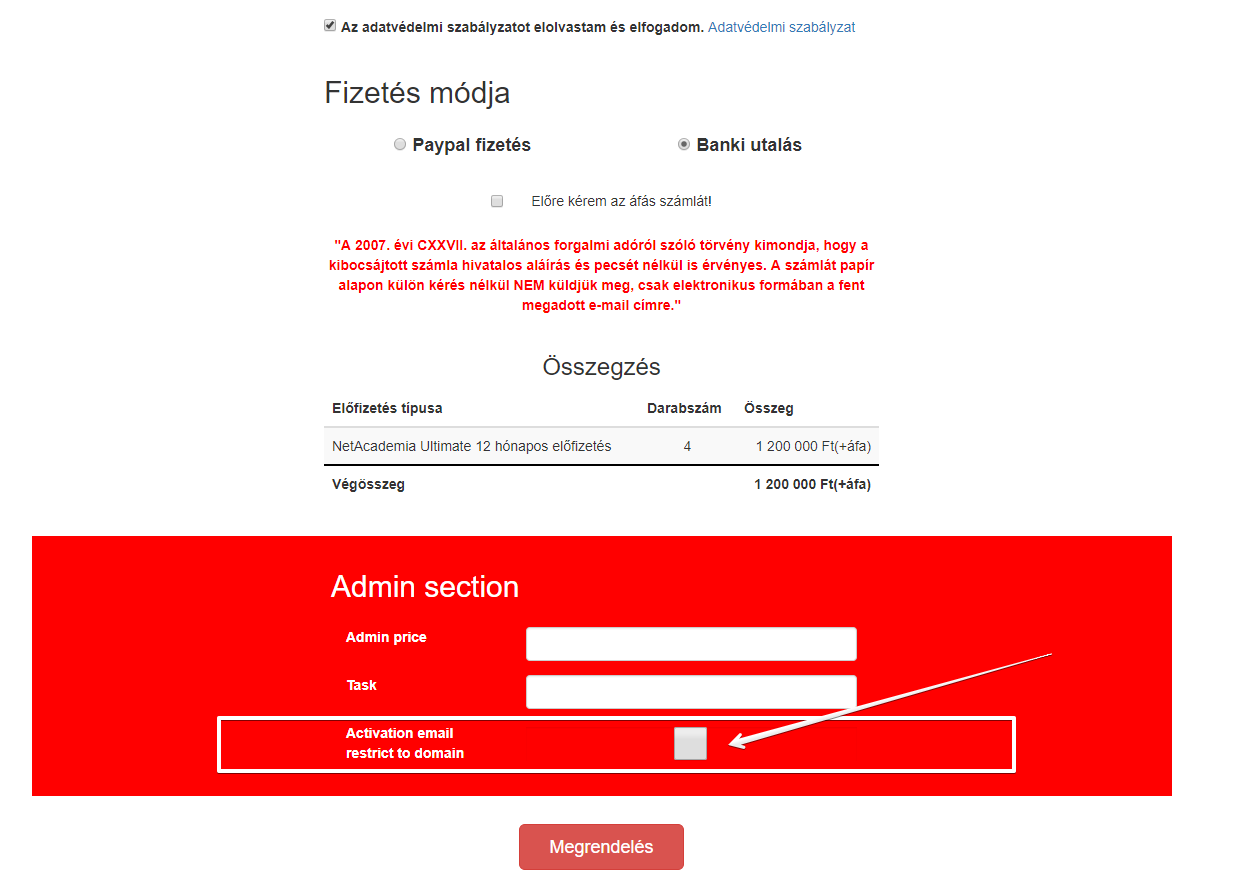 Az adatvédelmi szabályzatot elolvastam és elfogadom. Adatvédelmi szabályzat
Fizetés módja
Paypal fizetés Banki utalás
Előre kérem az áfás számlát!
"A 2007. évi CXXVII. az általános forgalmi adóról szóló törvény kimondja, hogy a
kibocsájtott számla hivatalos aláírás és pecsét nélkül is érvényes. A számlát papír
alapon külön kérés nélkül NEM küldjük meg, csak elektronikus formában a fent
megadott e-mail címre."
Összegzés
Előfizetés típusa Darabszám Összeg
NetAcademia Ultimate 12 hónapos előfizetés 4 1 200 000 Ft(+áfa)
Végösszeg 1 200 000 Ft(+áfa)
Admin section
Admin price
Task
Activation email
restrict to domain
Megrendelés